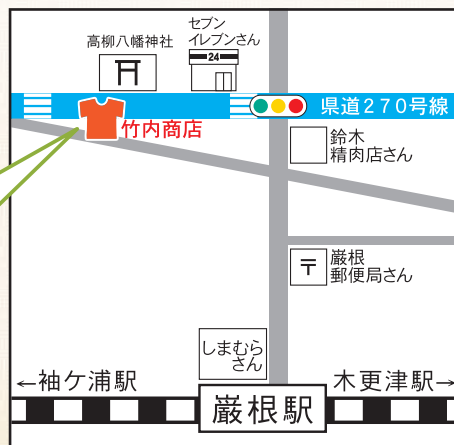 高柳八幡神社
セブン
イレブンさん
24
竹内商店
県道270号線
鈴木
精肉店さん
〒
巌根
郵便局さん
しまむら
さん
←袖ケ浦駅
巌根駅
木更津駅→